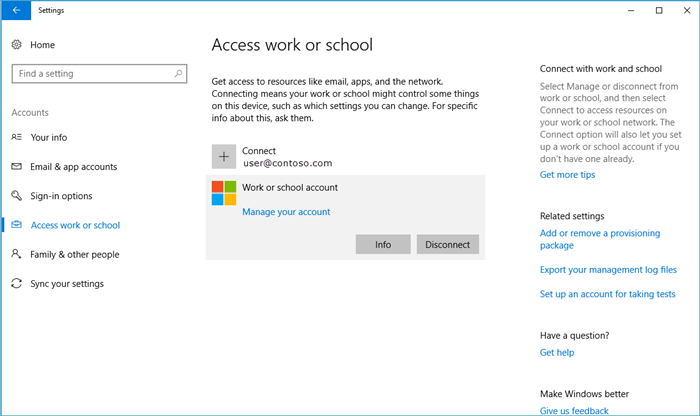 Settings
Home
Find a setting
Accounts
Your info
Email & app accounts
Sign-in options
Access work or school
Family & other people
Sync your settings
Access work or school
Get access to resources like email, apps, and the network.
Connecting means your work or school might control some things
on this device, such as which settings you can change. For specific
info about this, ask them.
Connect
user@contoso.com
Work or school account
Manage your account
Info
Disconnect
Connect with work and school
Select Manage or disconnect from
work or school, and then select
Connect to access resources on
your work or school network. The
Connect option will also let you set
up a work or school account if you
don't have one already.
Get more tips
Related settings
Add or remove a provisioning
package
Export your management log files
Set up an account for taking tests
Have a question?
Get help
Make Windows better
Give us feedback